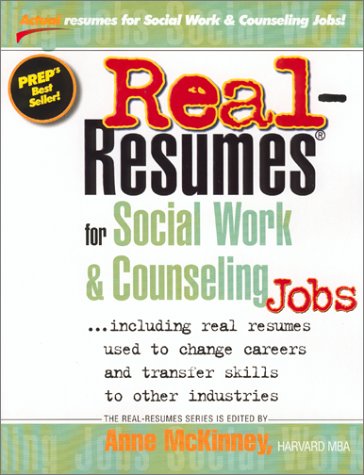 Actual resumes for Social Work & Counseling Jobs!
PREP's
Best
Seller!
Real-
Resumes®
for Social Work
& Counseling
Jobs
...including real resumes
used to change careers
and transfer skills
to other industries
THE REAL-RESUMES SERIES IS EDITED BY
Anne McKinney, HARVARD MBA